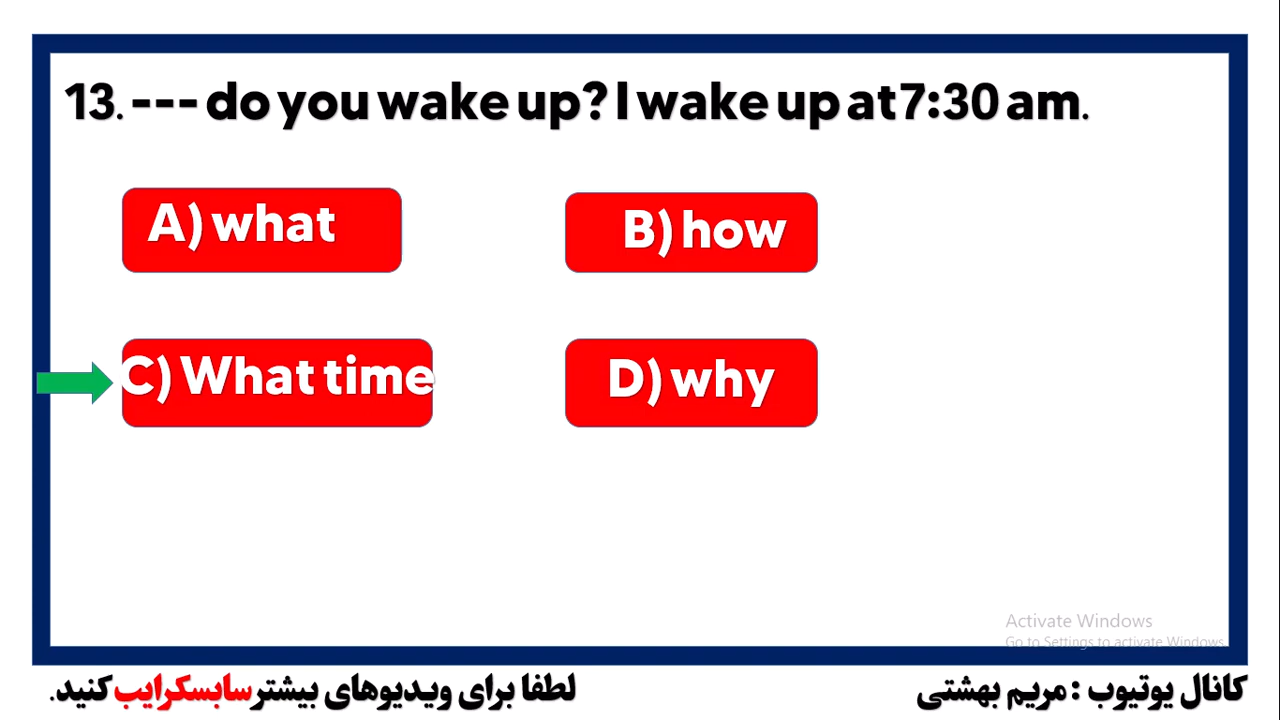 13. --- do you wake up? I wake up at 7:30 am.
A) what
B) how
C) What time
D) why
Activate Windows
Go to Settings to activate Windows.
کانال یوتیوب : مریم بهشتی
لطفا برای ویدیوهای بیشتر سابسکرایب کنید.